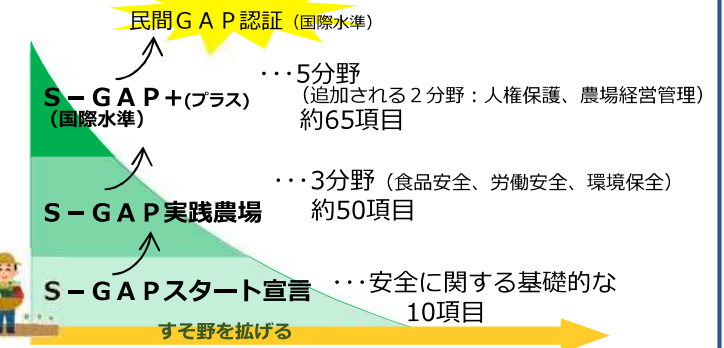 民間ＧＡＰ認証（国際水準）
Ｓ－ＧＡＰ＋(プラス)
（国際水準）
・・・5分野
（追加される２分野：人権保護、農場経営管理）
約65項目
Ｓ－ＧＡＰ実践農場
・・・3分野（食品安全、労働安全、環境保全）
約50項目
Ｓ－ＧＡＰスタート宣言
・・・安全に関する基礎的な
10項目
すそ野を拡げる